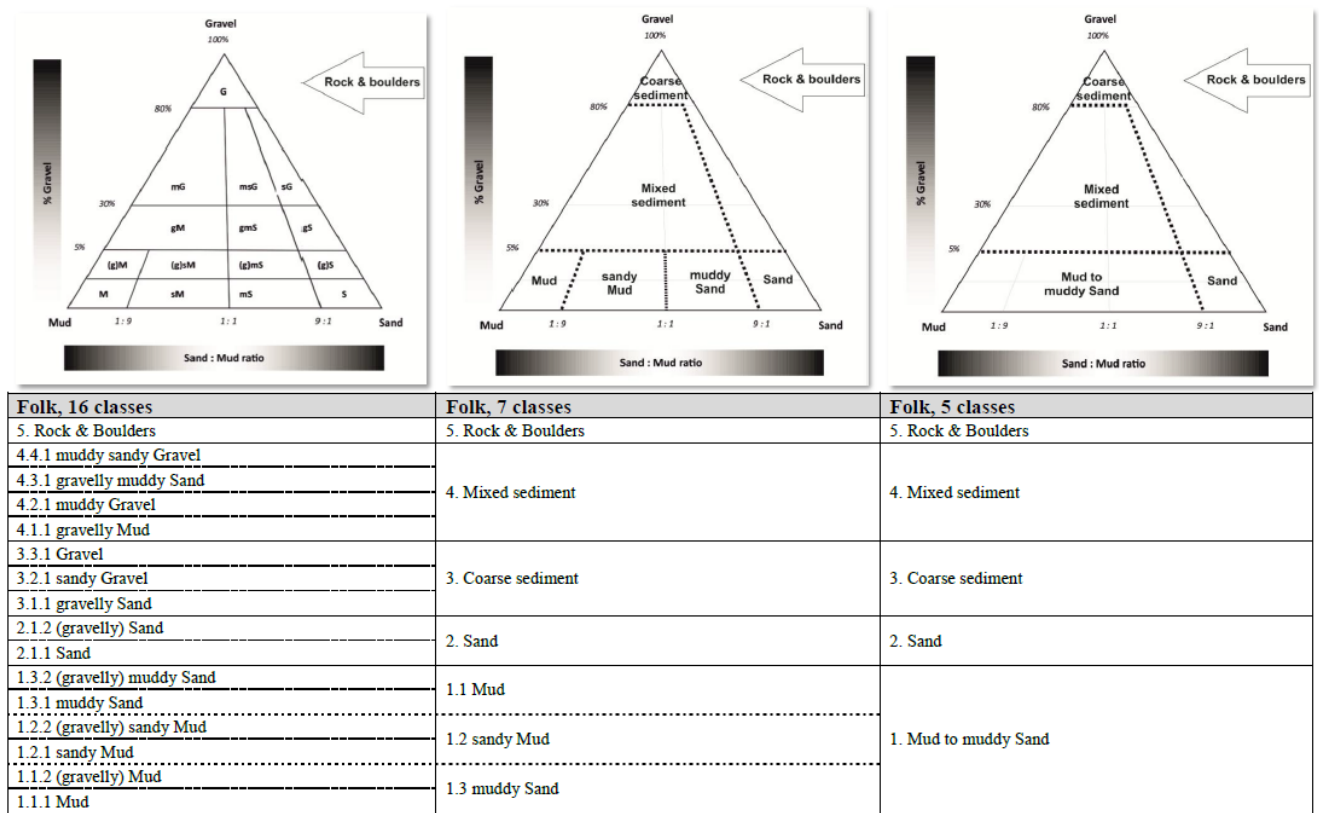 Gravel
100%
Rock & boulders
G
80%
% Gravel
mG
msG
sG
30%
gM
gmS
gS
5%
(g)M
(g)sM
(g)mS
(g)S
M
sM
mS
S
Mud
1:9
1:1
9:1
Sand
Sand : Mud ratio
Gravel
100%
Coarse
sediment
Rock & boulders
80%
% Gravel
Mixed
sediment
30%
5%
Mud
sandy
Mud
muddy
Sand
Sand
Mud
1:9
1:1
9:1
Sand
Sand : Mud ratio
Gravel
100%
Coarse
sediment
Rock & boulders
80%
% Gravel
Mixed
sediment
30%
5%
Mud to
muddy Sand
Sand
Mud
1:9
1:1
9:1
Sand
Sand : Mud ratio
Folk, 16 classes
Folk, 7 classes
Folk, 5 classes
5. Rock & Boulders
5. Rock & Boulders
5. Rock & Boulders
4.4.1 muddy sandy Gravel
4.3.1 gravelly muddy Sand
4.2.1 muddy Gravel
4.1.1 gravelly Mud
4. Mixed sediment
4. Mixed sediment
3.3.1 Gravel
3.2.1 sandy Gravel
3.1.1 gravelly Sand
3. Coarse sediment
3. Coarse sediment
2.1.2 (gravelly) Sand
2.1.1 Sand
2. Sand
2. Sand
1.3.2 (gravelly) muddy Sand
1.3.1 muddy Sand
1.1 Mud
1.2.2 (gravelly) sandy Mud
1.2.1 sandy Mud
1.2 sandy Mud
1. Mud to muddy Sand
1.1.2 (gravelly) Mud
1.1.1 Mud
1.3 muddy Sand